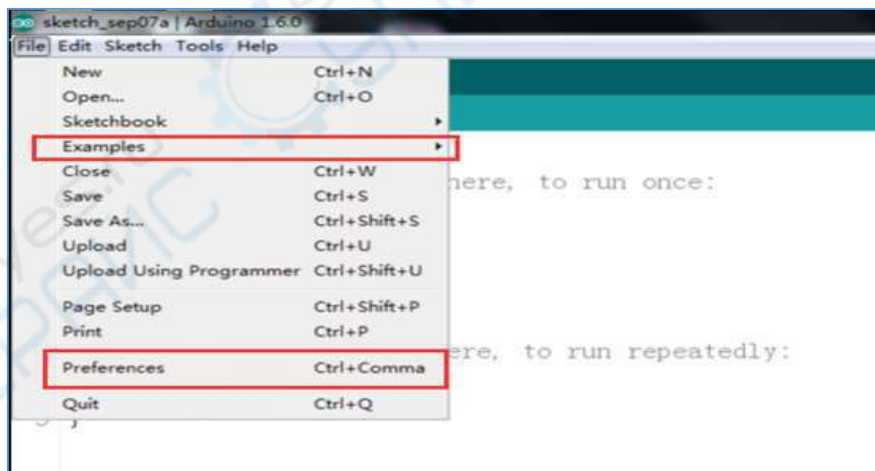 sketch_sep07a | Arduino 1.6.0
File Edit Sketch Tools Help
New Ctrl+N
Open... Ctrl+O
Sketchbook
Examples
Close Ctrl+W
here, to run once:
Save Ctrl+S
Save As... Ctrl+Shift+S
Upload Ctrl+U
Upload Using Programmer Ctrl+Shift+U
Page Setup Ctrl+Shift+P
Print Ctrl+P
ere, to run repeatedly:
Preferences Ctrl+Comma
Quit Ctrl+Q
}